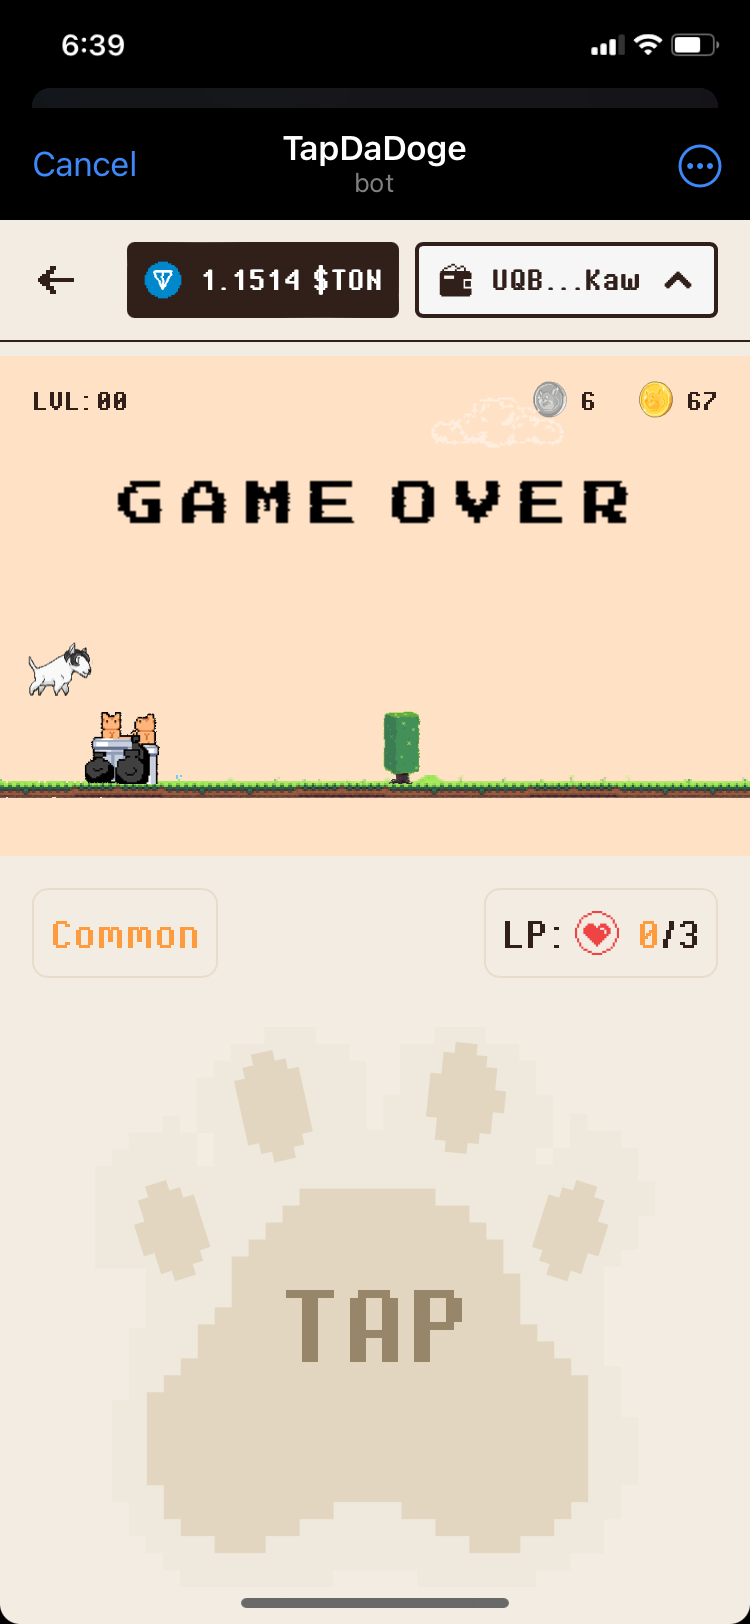 6:39
Cancel
TapDaDoge
bot
1.1514 $TON
UQB...Kaw
LVL:00
6
67
GAME OVER
Common
LP: 0/3
TAP